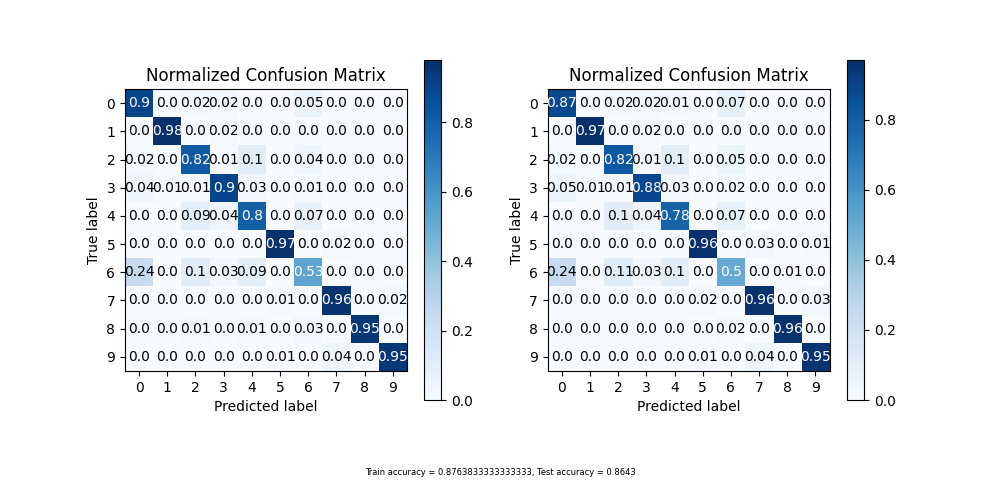 Normalized Confusion Matrix
0 0.9 0.0 0.02 0.02 0.0 0.0 0.05 0.0 0.0 0.0
1 0.0 0.98 0.0 0.02 0.0 0.0 0.0 0.0 0.0 0.0
2 0.02 0.0 0.82 0.01 0.1 0.0 0.04 0.0 0.0 0.0
3 0.04 0.01 0.01 0.9 0.03 0.0 0.01 0.0 0.0 0.0
4 0.0 0.0 0.09 0.04 0.8 0.0 0.07 0.0 0.0 0.0
5 0.0 0.0 0.0 0.0 0.0 0.97 0.0 0.02 0.0 0.0
6 0.24 0.0 0.1 0.03 0.09 0.0 0.53 0.0 0.0 0.0
7 0.0 0.0 0.0 0.0 0.0 0.01 0.0 0.96 0.0 0.02
8 0.0 0.0 0.01 0.0 0.01 0.0 0.03 0.0 0.95 0.0
9 0.0 0.0 0.0 0.0 0.0 0.01 0.0 0.04 0.0 0.95
0 1 2 3 4 5 6 7 8 9
True label
Predicted label
0.8
0.6
0.4
0.2
0.0
Normalized Confusion Matrix
0 0.87 0.0 0.02 0.02 0.01 0.0 0.07 0.0 0.0 0.0
1 0.0 0.97 0.0 0.02 0.0 0.0 0.0 0.0 0.0 0.0
2 0.02 0.0 0.82 0.01 0.1 0.0 0.05 0.0 0.0 0.0
3 0.05 0.01 0.01 0.88 0.03 0.0 0.02 0.0 0.0 0.0
4 0.0 0.0 0.1 0.04 0.78 0.0 0.07 0.0 0.0 0.0
5 0.0 0.0 0.0 0.0 0.0 0.96 0.0 0.03 0.0 0.01
6 0.24 0.0 0.11 0.03 0.1 0.0 0.5 0.0 0.01 0.0
7 0.0 0.0 0.0 0.0 0.0 0.02 0.0 0.96 0.0 0.03
8 0.0 0.0 0.0 0.0 0.0 0.0 0.02 0.0 0.96 0.0
9 0.0 0.0 0.0 0.0 0.0 0.01 0.0 0.04 0.0 0.95
0 1 2 3 4 5 6 7 8 9
True label
Predicted label
0.8
0.6
0.4
0.2
0.0
Train accuracy = 0.8763833333333333, Test accuracy = 0.8643